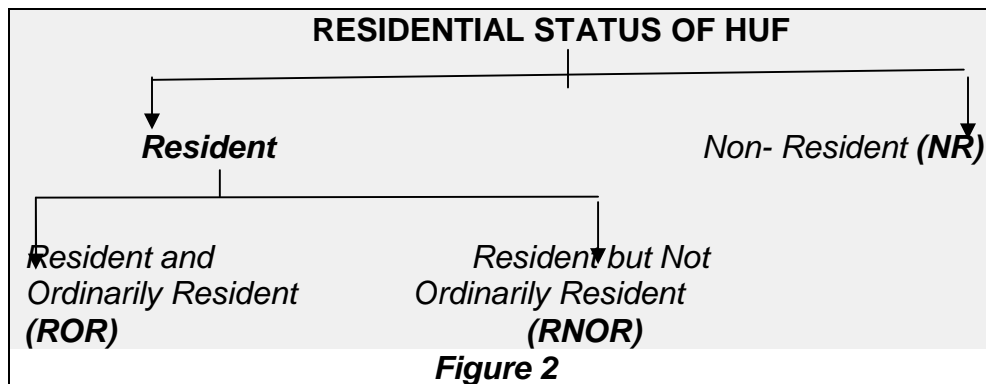 RESIDENTIAL STATUS OF HUF
Resident
Non- Resident (NR)
Resident and
Ordinarily Resident
(ROR)
Resident but Not
Ordinarily Resident
(RNOR)
Figure 2